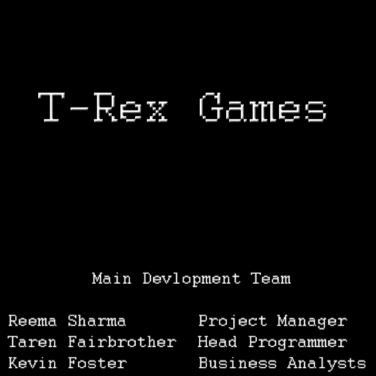 T-Rex Games
Main Devlopment Team
Reema Sharma Project Manager
Taren Fairbrother Head Programmer
Kevin Foster Business Analysts